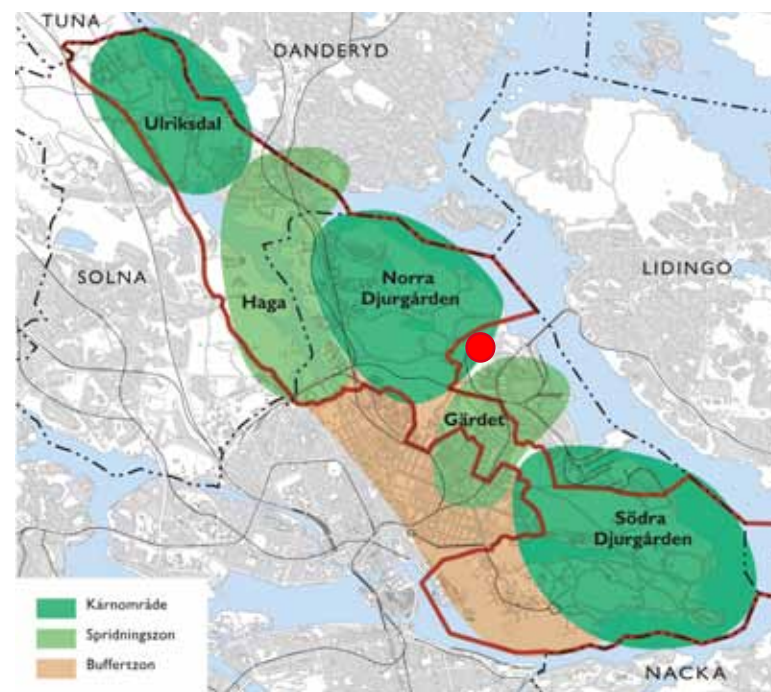 TUNA
DANDERYD
Ulriksdal
SOLNA
LIDINGÖ
Norra
Djurgården
Haga
Gärdet
Södra
Djurgården
Kärnområde
Spridningszon
Buffertzon
NACKA